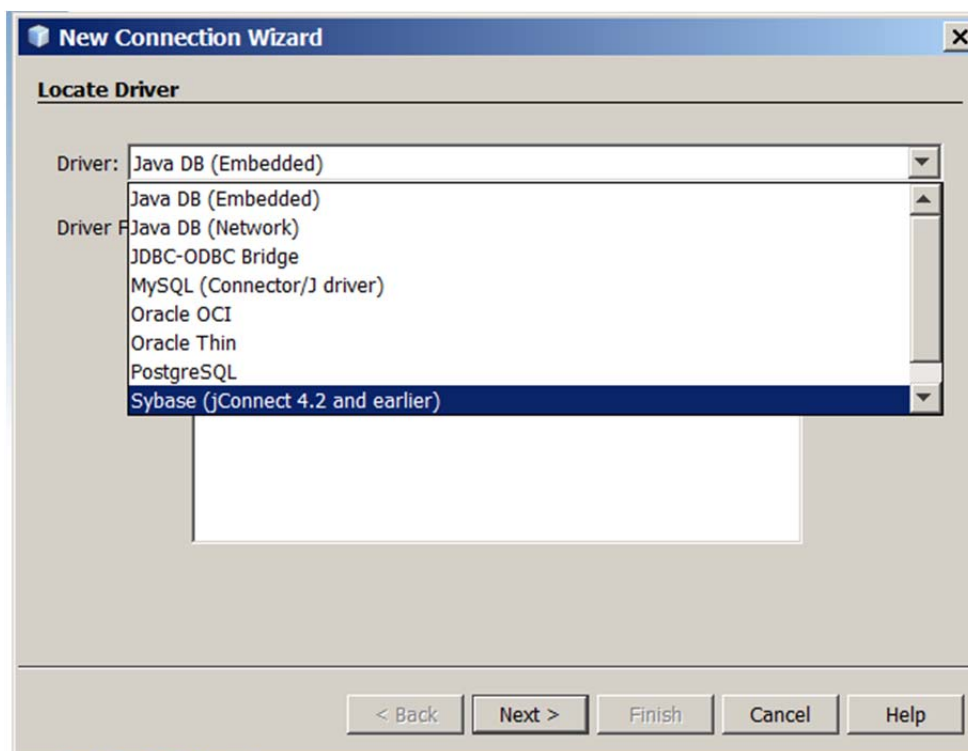 New Connection Wizard
Locate Driver
Driver: Java DB (Embedded)
Java DB (Embedded)
Driver F Java DB (Network)
JDBC-ODBC Bridge
MySQL (Connector/J driver)
Oracle OCI
Oracle Thin
PostgreSQL
Sybase (jConnect 4.2 and earlier)
< Back Next > Finish Cancel Help